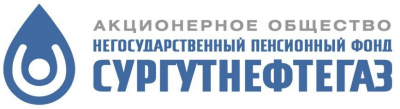 АКЦИОНЕРНОЕ ОБЩЕСТВО
НЕГОСУДАРСТВЕННЫЙ ПЕНСИОННЫЙ ФОНД
СУРГУТНЕФТЕГАЗ